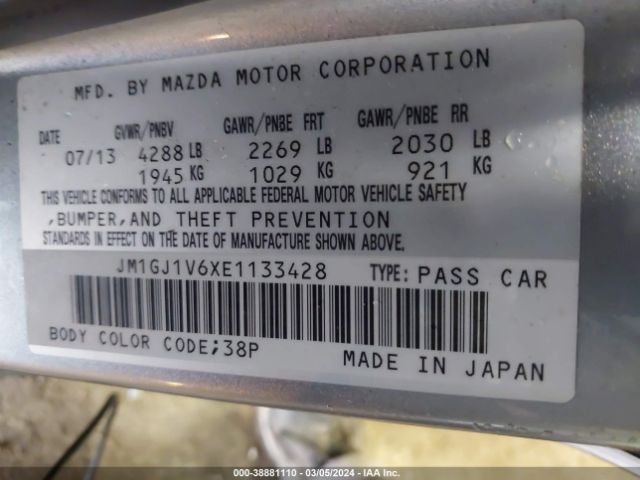 MFD. BY MAZDA MOTOR CORPORATION
DATE GVWR/PNBV GAWR/PNBE FRT GAWR/PNBE RR
07/13 4288 LB 2269 LB 2030 LB
1945 KG 1029 KG 921 KG
THIS VEHICLE CONFORMS TO ALL APPLICABLE FEDERAL MOTOR VEHICLE SAFETY
,BUMPER,AND THEFT PREVENTION
STANDARDS IN EFFECT ON THE DATE OF MANUFACTURE SHOWN ABOVE.
JM1GJ1V6XE1133428 TYPE: PASS CAR
BODY COLOR CODE;38P
MADE IN JAPAN
000-38881110 — 03/05/2024 — IAA Inc.